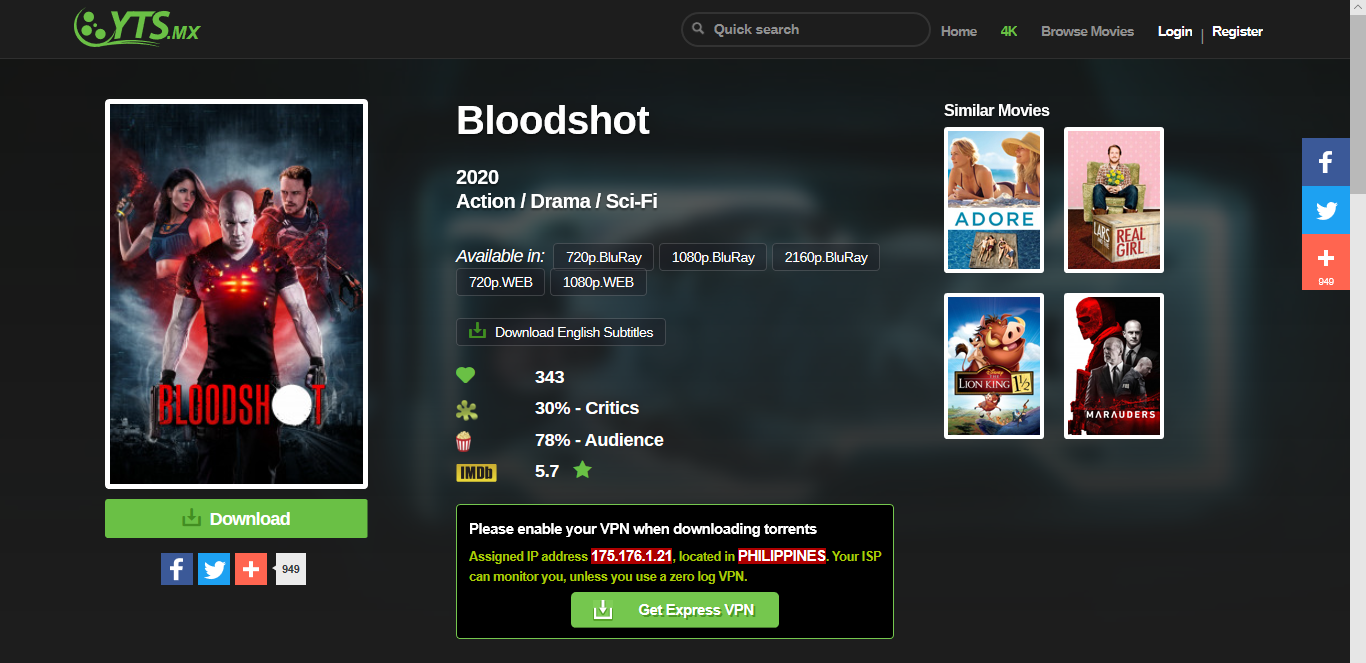 YTS.MX
Quick search
Home
4K
Browse Movies
Login | Register
BLOODSHOT
Download
949
Bloodshot
2020
Action / Drama / Sci-Fi
Available in: 720p.BluRay 1080p.BluRay 2160p.BluRay
720p.WEB 1080p.WEB
Download English Subtitles
343
30% - Critics
78% - Audience
IMDb 5.7
Please enable your VPN when downloading torrents
Assigned IP address 175.176.1.21, located in PHILIPPINES. Your ISP
can monitor you, unless you use a zero log VPN.
Get Express VPN
Similar Movies
ADORE
LARS
REAL
GIRL
Disney
THE
LION KING 1½
MARAUDERS
949